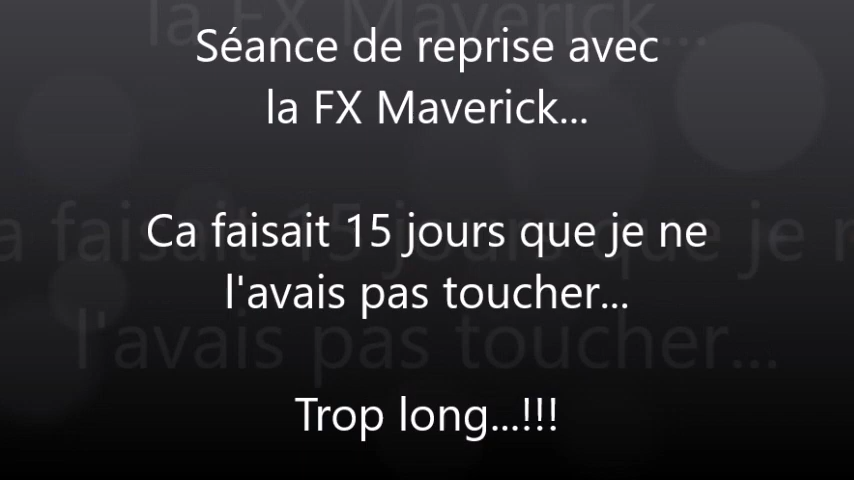 Séance de reprise avec
la FX Maverick...
Ca faisait 15 jours que je ne
l'avais pas toucher...
Trop long...!!!